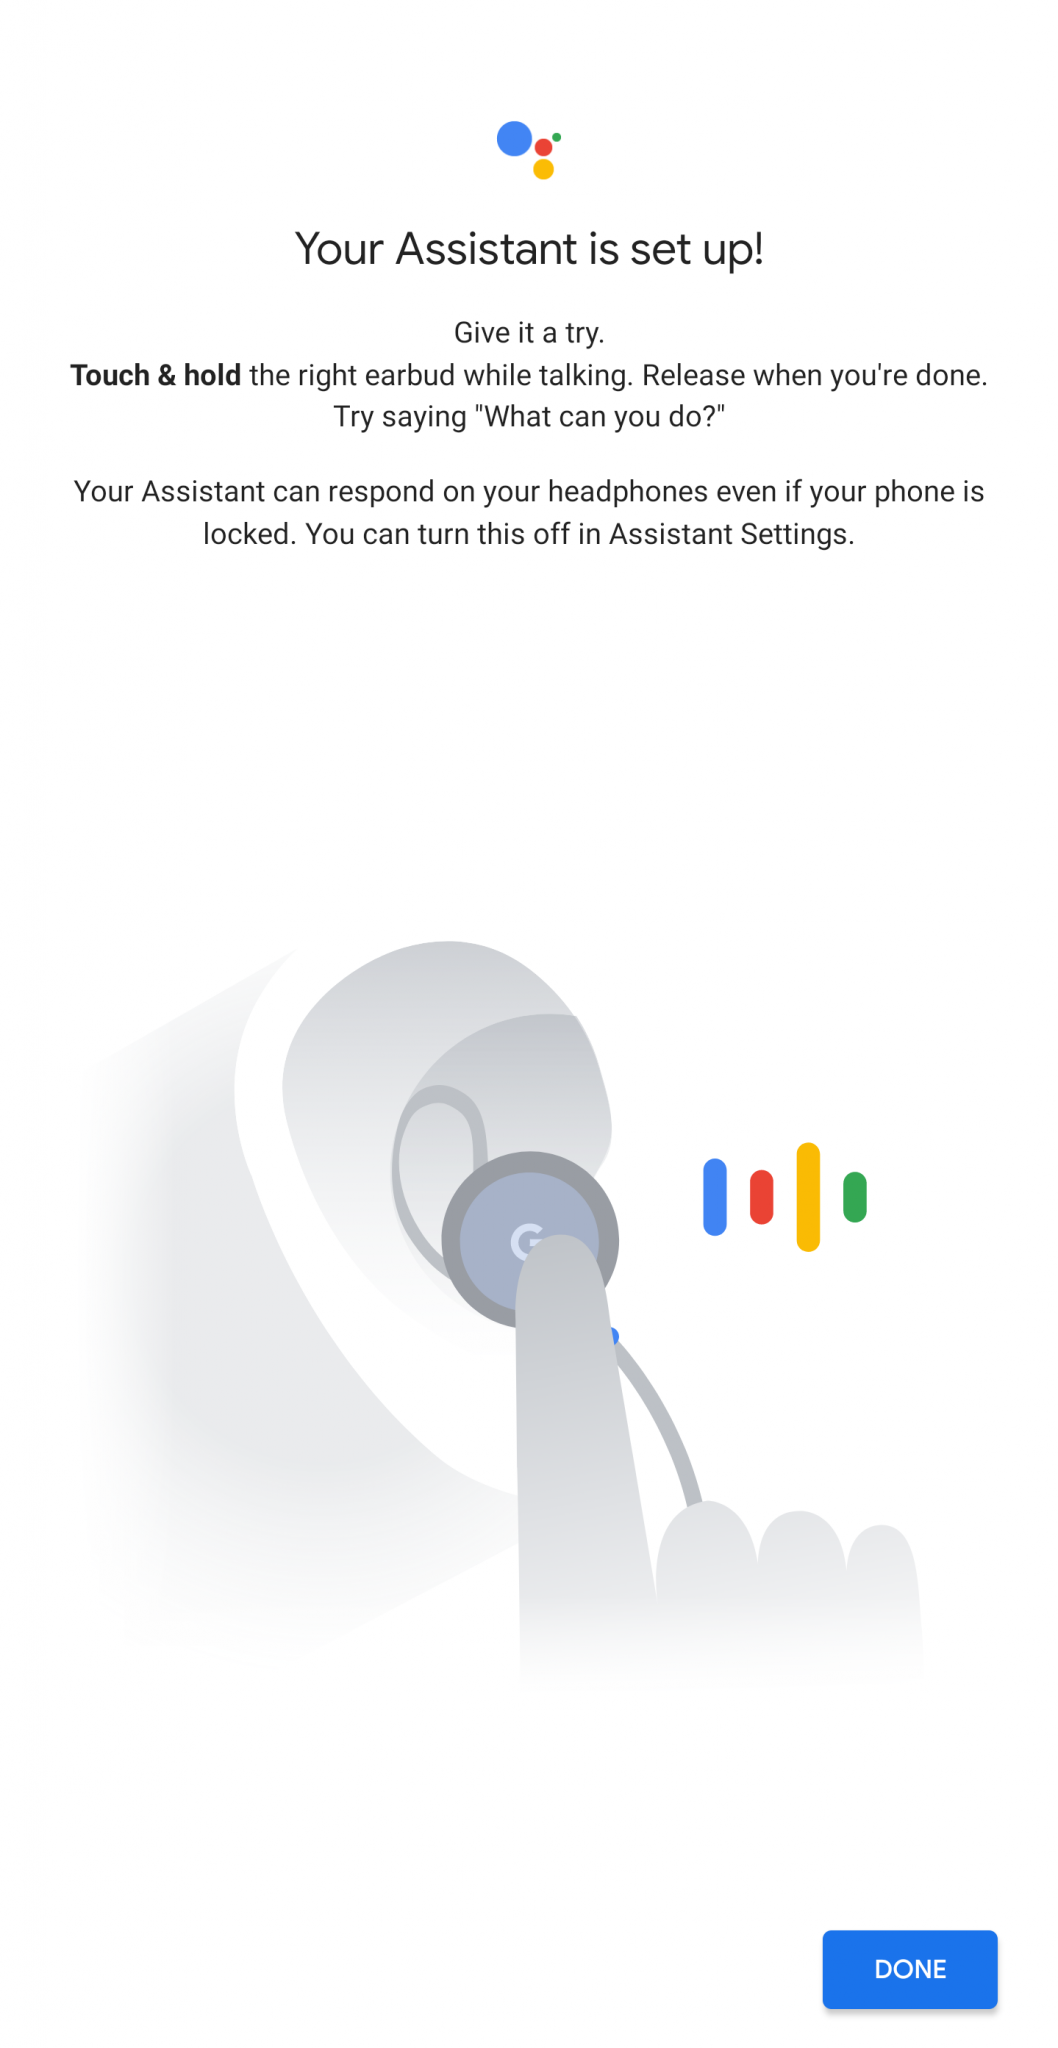 Your Assistant is set up!
Give it a try.
Touch & hold the right earbud while talking. Release when you're done.
Try saying "What can you do?"
Your Assistant can respond on your headphones even if your phone is
locked. You can turn this off in Assistant Settings.
G
DONE